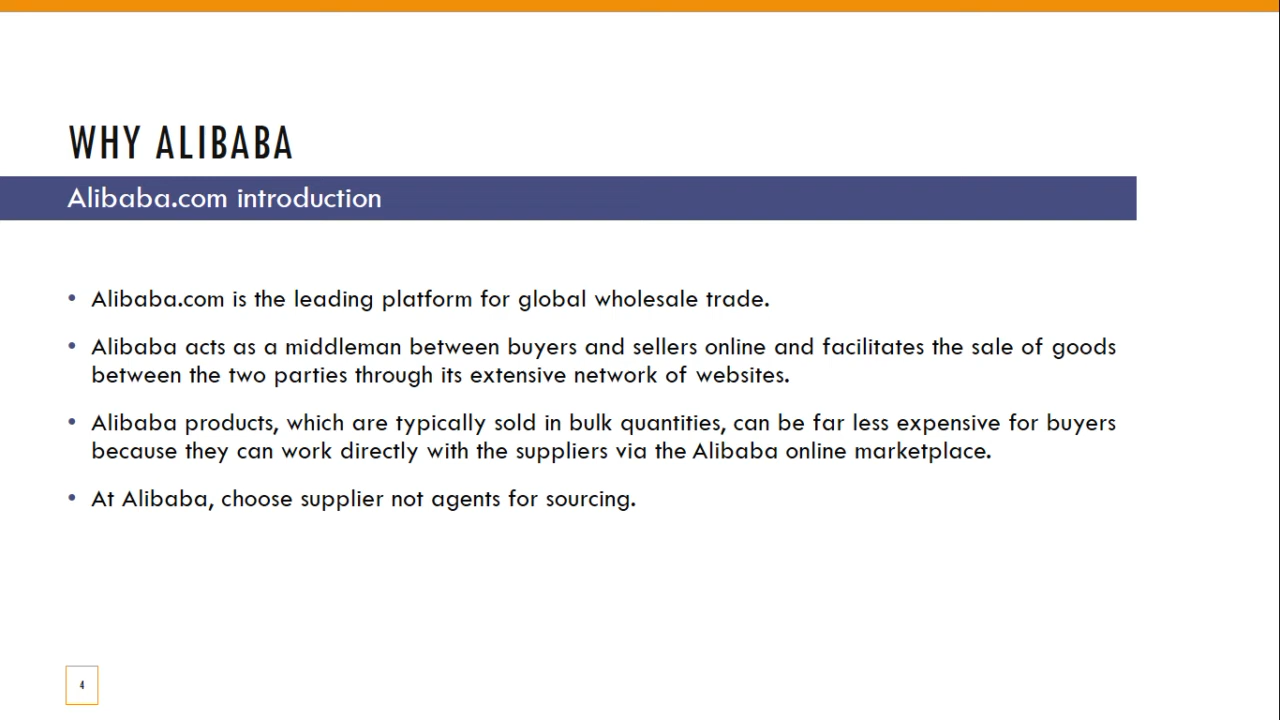 WHY ALIBABA
Alibaba.com introduction
• Alibaba.com is the leading platform for global wholesale trade.
• Alibaba acts as a middleman between buyers and sellers online and facilitates the sale of goods
between the two parties through its extensive network of websites.
• Alibaba products, which are typically sold in bulk quantities, can be far less expensive for buyers
because they can work directly with the suppliers via the Alibaba online marketplace.
• At Alibaba, choose supplier not agents for sourcing.
4